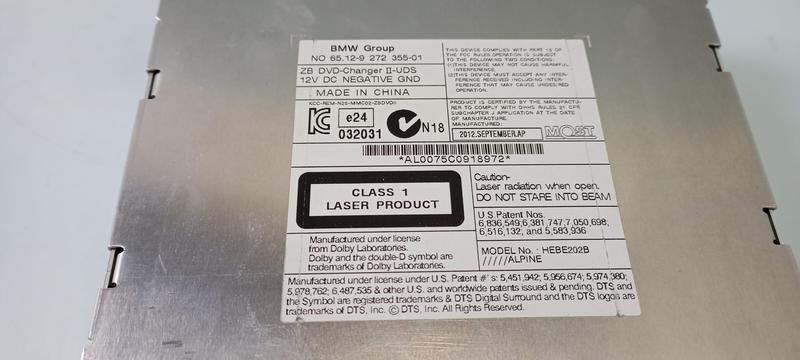 BMW Group
NO 65.12-9 272 355-01
ZB DVD-Changer II-UDS
12V DC NEGATIVE GND
MADE IN CHINA
KCC-REM-N25-MMC02-ZBDVDII
e24
032031
N18
THIS DEVICE COMPLIES WITH PART 15 OF
THE FCC RULES.OPERATION IS SUBJECT
TO THE FOLLOWING TWO CONDITIONS:
(1)THIS DEVICE MAY NOT CAUSE HARMFUL
INTERFERENCE.
(2)THIS DEVICE MUST ACCEPT ANY INTER-
FERENCE RECEIVED INCLUDING INTER-
FERENCE THAT MAY CAUSE UNDESIRED
OPERATION.
PRODUCT IS CERTIFIED BY THE MANUFACTU-
RER TO COMPLY WITH DHHS RULES 21 CFR
SUBCHAPTER J APPLICATION AT THE DATE
OF MANUFACTURE.
MANUFACTURED:
2012.SEPTEMBER.AP
MOST
*AL0075C0918972*
CLASS 1
LASER PRODUCT
Caution-
Laser radiation when open.
DO NOT STARE INTO BEAM
U.S.Patent Nos.
6,836,549;6,381,747;7,050,698;
6,516,132; and 5,583,936
Manufactured under license
from Dolby Laboratories.
Dolby and the double-D symbol are
trademarks of Dolby Laboratories.
MODEL No. : HEBE202B
/////ALPINE
Manufactured under license under U.S. Patent #'s : 5,451,942; 5,956,674; 5,974,380;
5,978,762; 6,487,535 & other U.S. and worldwide patents issued & pending. DTS and
the Symbol are registered trademarks & DTS Digital Surround and the DTS logos are
trademarks of DTS, Inc. © DTS, Inc. All Rights Reserved.